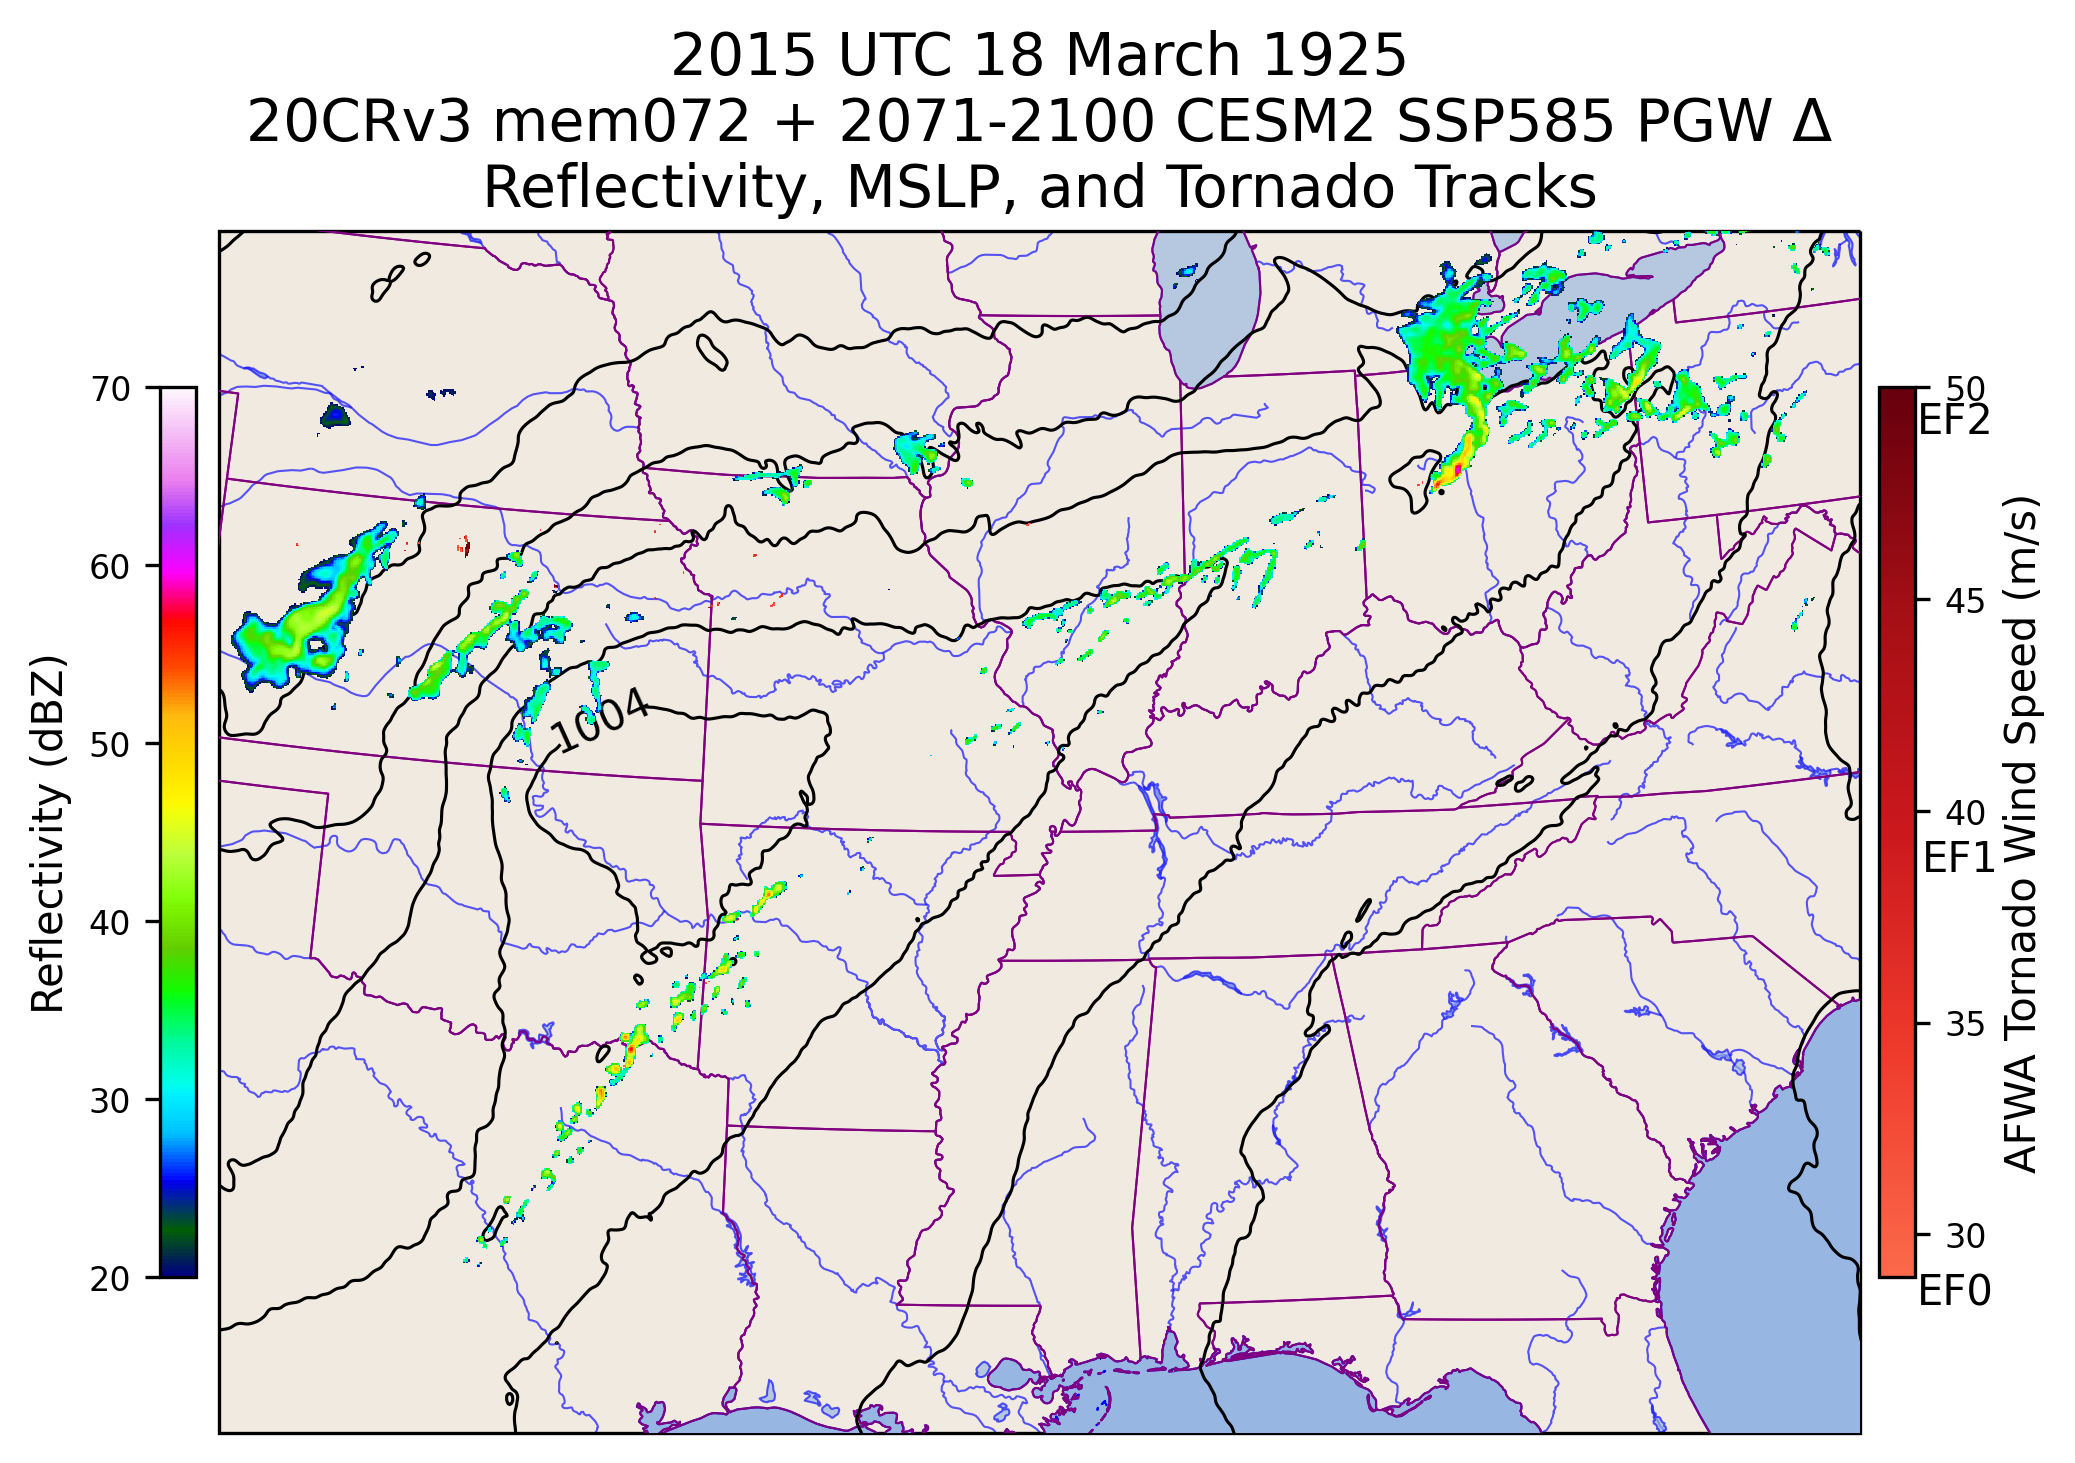 2015 UTC 18 March 1925
20CRv3 mem072 + 2071-2100 CESM2 SSP585 PGW Δ
Reflectivity, MSLP, and Tornado Tracks
70
60
50
40
30
20
Reflectivity (dBZ)
1004
50
EF2
45
40
EF1
35
30
EF0
AFWA Tornado Wind Speed (m/s)